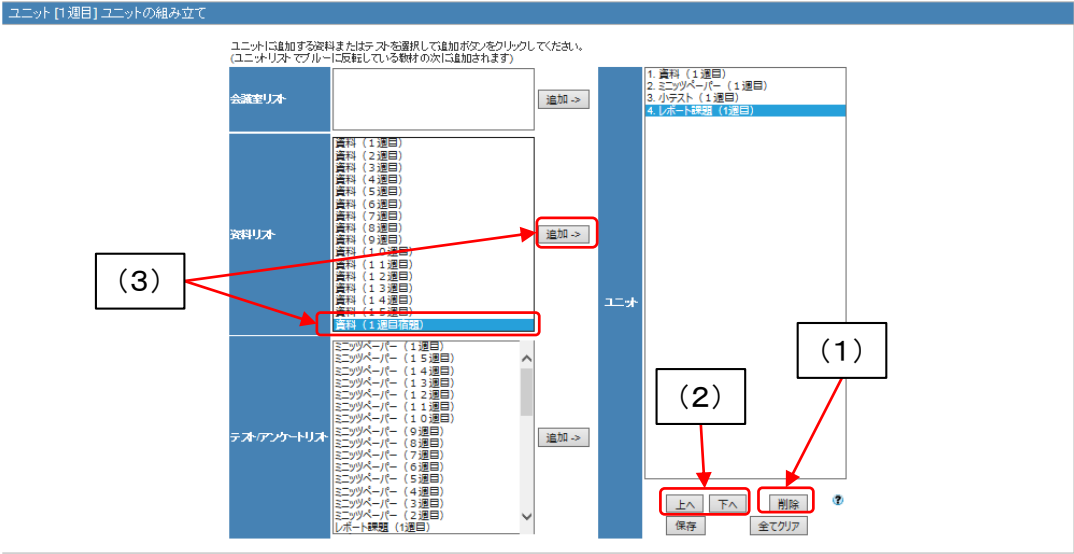 ユニット [1週目] ユニットの組み立て
ユニットに追加する資料またはテストを選択して追加ボタンをクリックしてください。
(ユニットリストでブルーに反転している教材の次に追加されます)
会議室リスト
追加 ->
資料リスト
資料（１週目）
資料（２週目）
資料（３週目）
資料（４週目）
資料（５週目）
資料（６週目）
資料（７週目）
資料（８週目）
資料（９週目）
資料（１０週目）
資料（１１週目）
資料（１２週目）
資料（１３週目）
資料（１４週目）
資料（１５週目）
資料（１週目宿題）
追加 ->
（３）
テスト/アンケートリスト
ミニッツペーパー（１週目）
ミニッツペーパー（１５週目）
ミニッツペーパー（１４週目）
ミニッツペーパー（１３週目）
ミニッツペーパー（１２週目）
ミニッツペーパー（１１週目）
ミニッツペーパー（１０週目）
ミニッツペーパー（９週目）
ミニッツペーパー（８週目）
ミニッツペーパー（７週目）
ミニッツペーパー（６週目）
ミニッツペーパー（５週目）
ミニッツペーパー（４週目）
ミニッツペーパー（３週目）
ミニッツペーパー（２週目）
レポート課題（1週目）
追加 ->
ユニット
1. 資料（１週目）
2. ミニッツペーパー（１週目）
3. 小テスト（１週目）
4. レポート課題（1週目）
（１）
（２）
上へ 下へ 削除 ?
保存 全てクリア